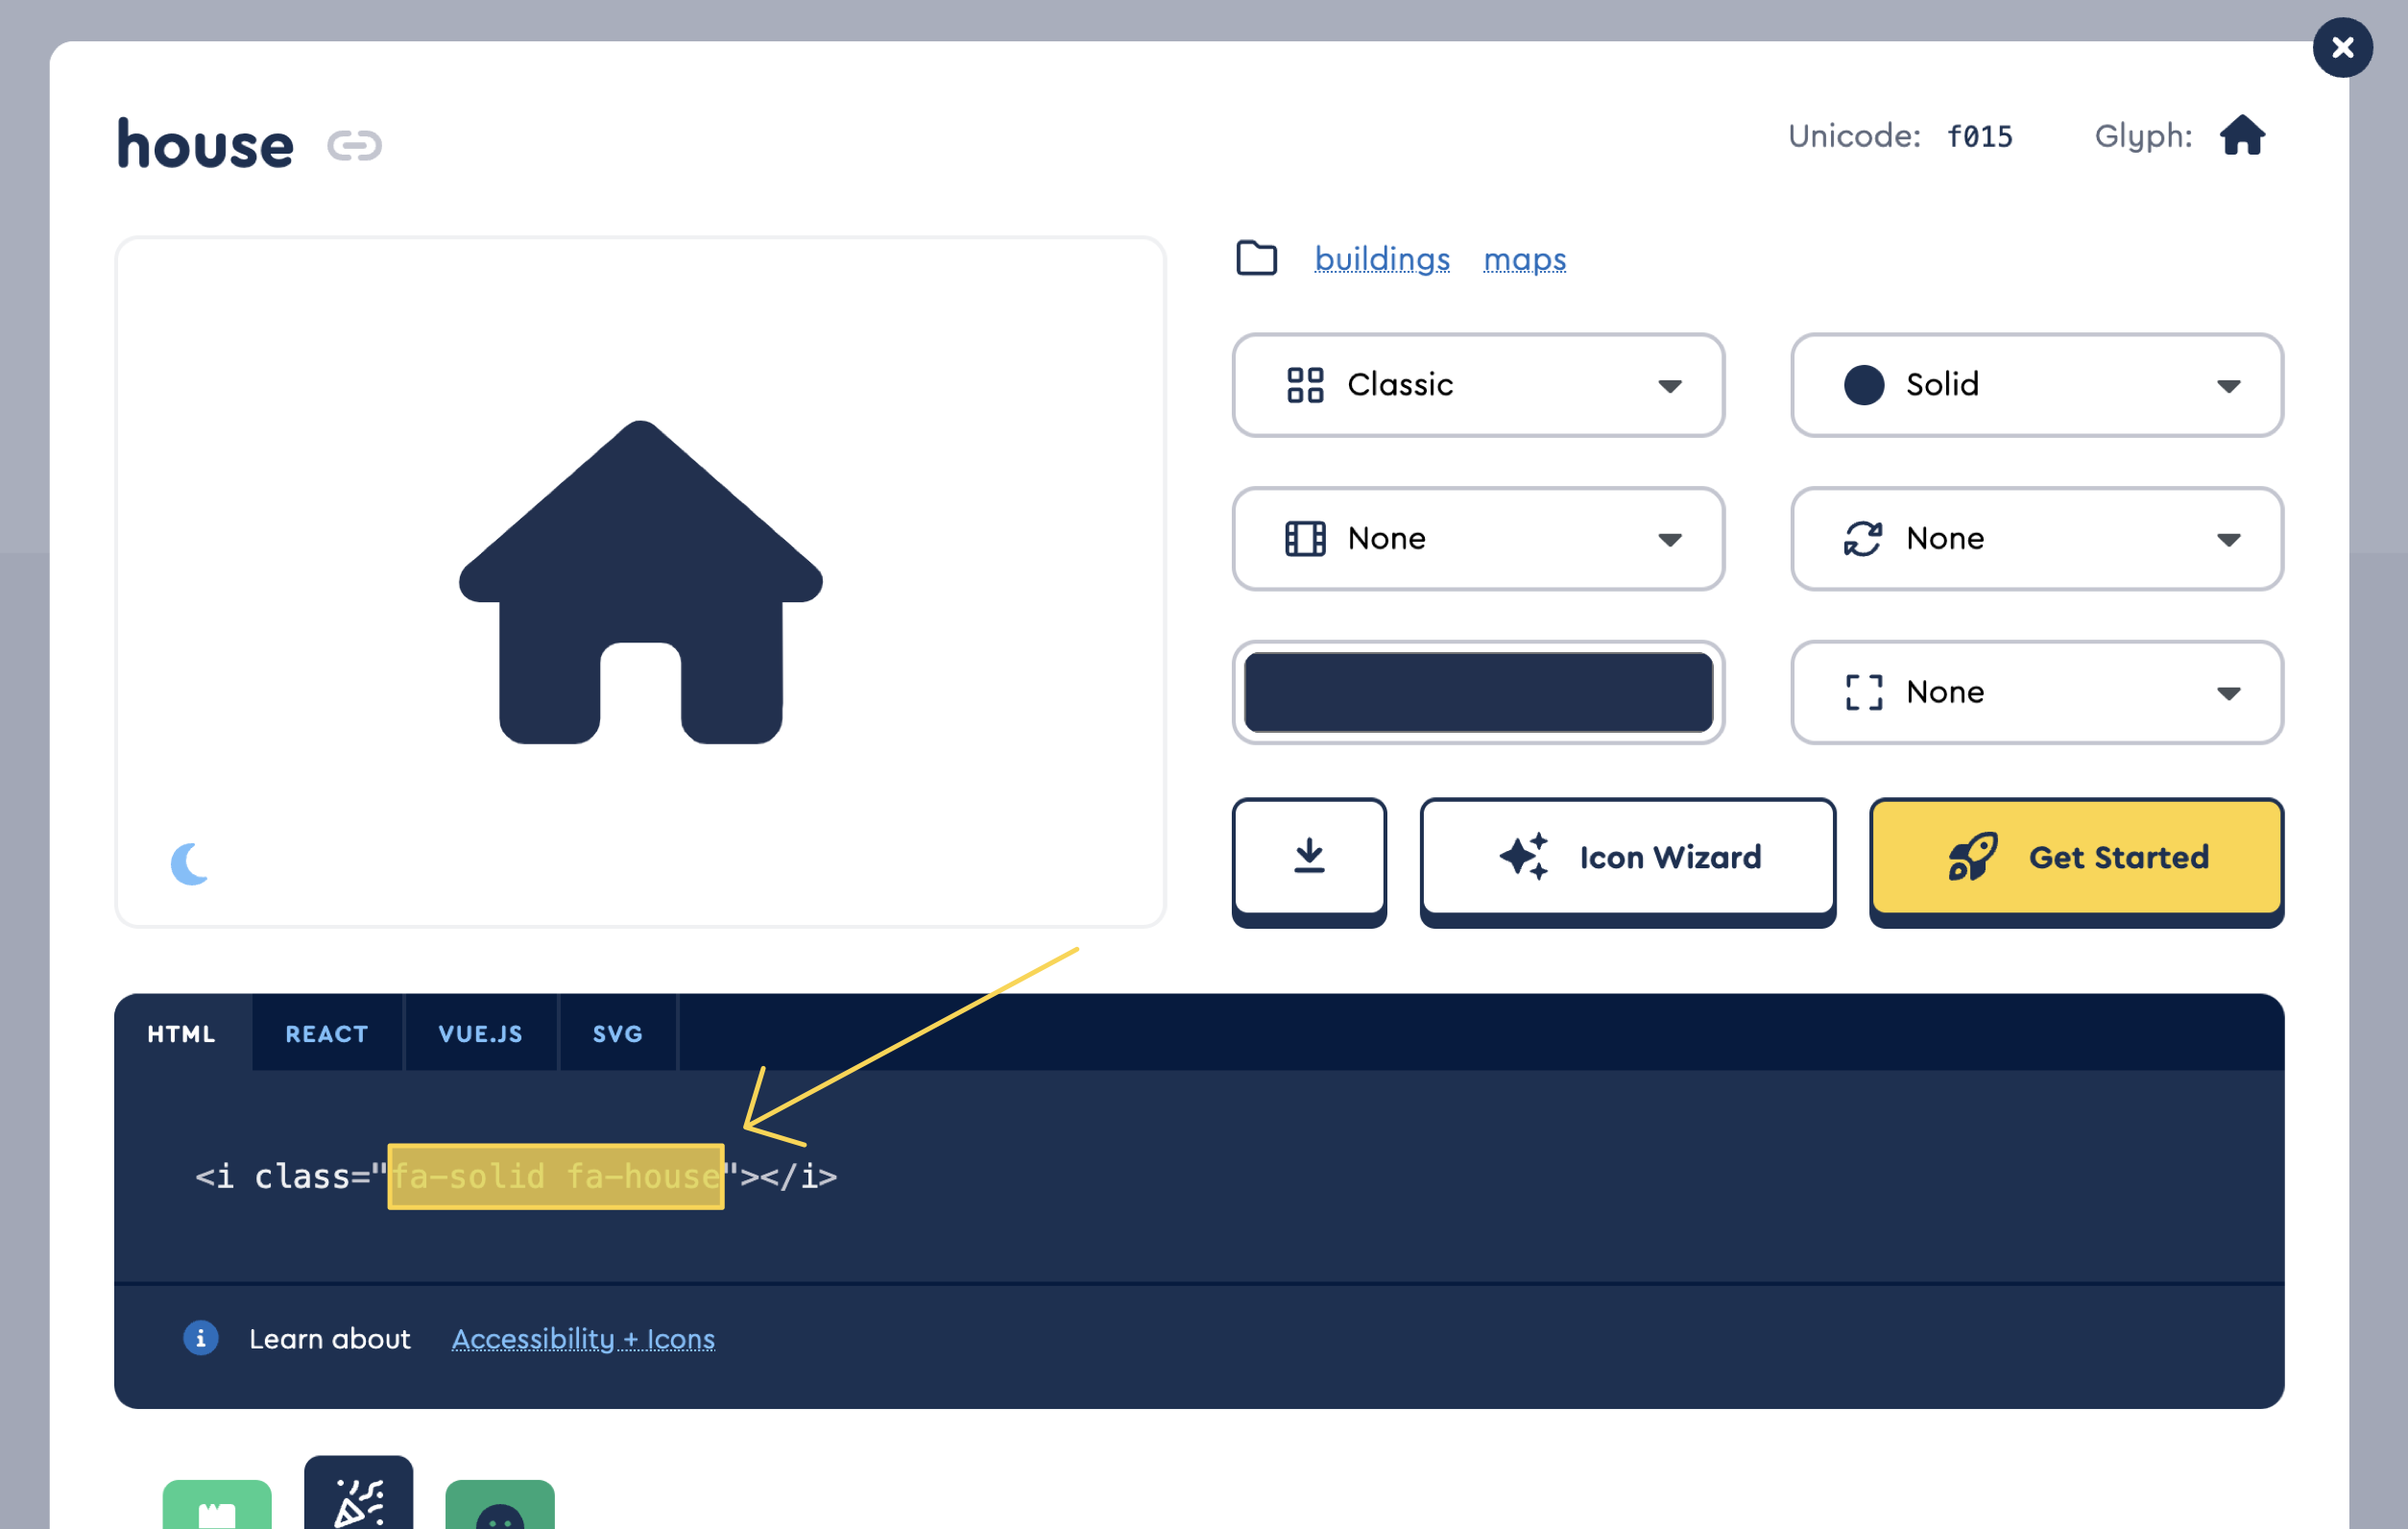 house
Unicode: f015 Glyph:
buildings maps
Classic
Solid
None
None
None
Icon Wizard
Get Started
HTML REACT VUE.JS SVG
<i class="fa-solid fa-house"></i>
Learn about Accessibility + Icons